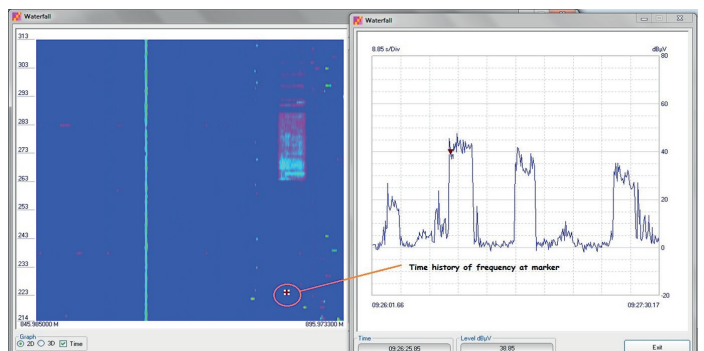 Waterfall
313
303
293
283
273
263
253
243
233
223
214
845.985000 M
895.973300 M
Graph
2D 3D Time
Waterfall
8.85 s/Div
dBµV
80
60
40
20
0
-20
09:26:01.66
09:27:30.17
Time history of frequency at marker
Time
09:26:25.85
Level dBµV
38.85
Exit